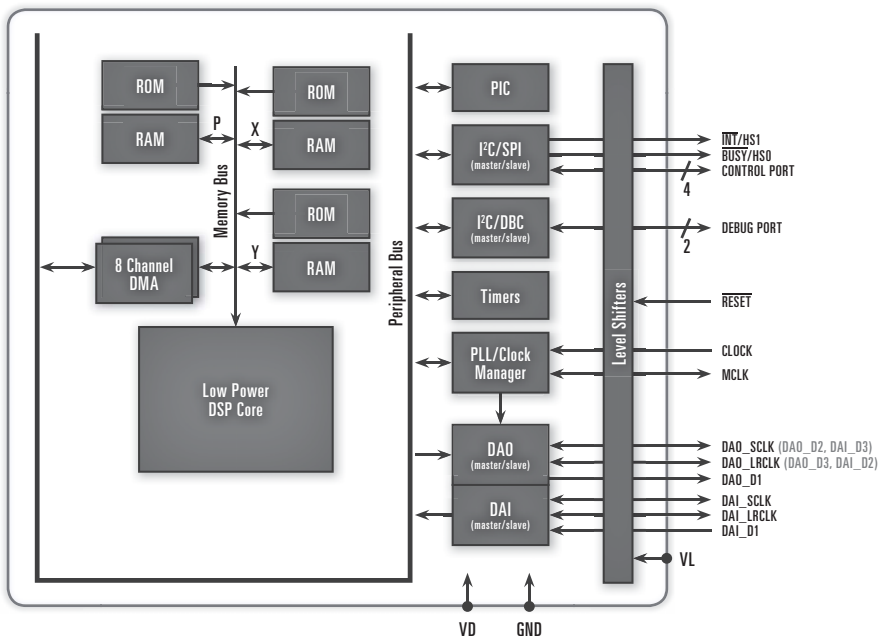 ROM
RAM
P
X
ROM
RAM
Memory Bus
ROM
Y
RAM
8 Channel
DMA
Low Power
DSP Core
Peripheral Bus
PIC
I²C/SPI
(master/slave)
I²C/DBC
(master/slave)
Timers
PLL/Clock
Manager
DAO
(master/slave)
DAI
(master/slave)
Level Shifters
I̅N̅T̅/HS1
B̅U̅S̅Y̅/HS0
CONTROL PORT
4
DEBUG PORT
2
R̅E̅S̅E̅T̅
CLOCK
MCLK
DAO_SCLK (DAO_D2, DAI_D3)
DAO_LRCLK (DAO_D3, DAI_D2)
DAO_D1
DAI_SCLK
DAI_LRCLK
DAI_D1
VL
VD
GND